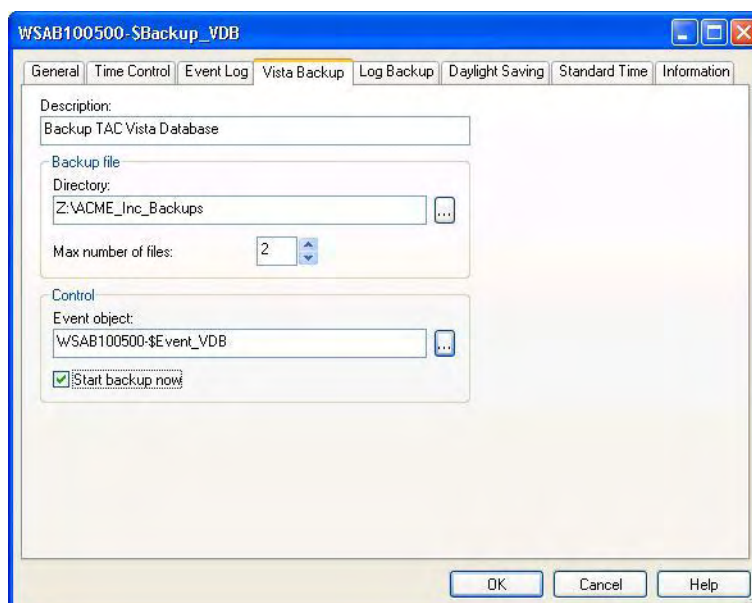 WSAB100500-$Backup_VDB
General Time Control Event Log Vista Backup Log Backup Daylight Saving Standard Time Information
Description:
Backup TAC Vista Database
Backup file
Directory:
Z:\ACME_Inc_Backups
...
Max number of files:
2
Control
Event object:
WSAB100500-$Event_VDB
...
Start backup now
OK Cancel Help